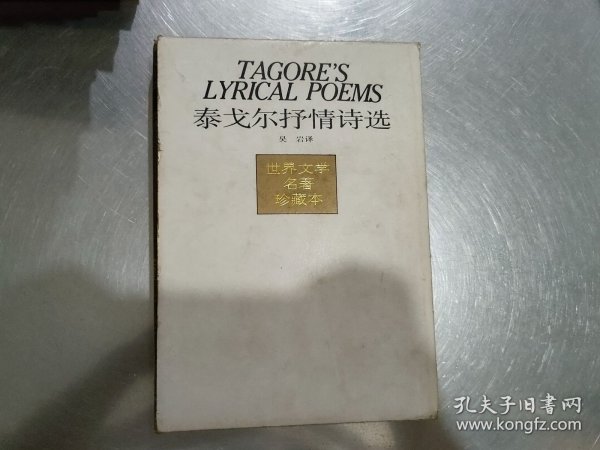 TAGORE'S
LYRICAL POEMS
泰戈尔抒情诗选
吴岩译
世界文学
名著
珍藏本
孔夫子旧书网
www.kongfz.com